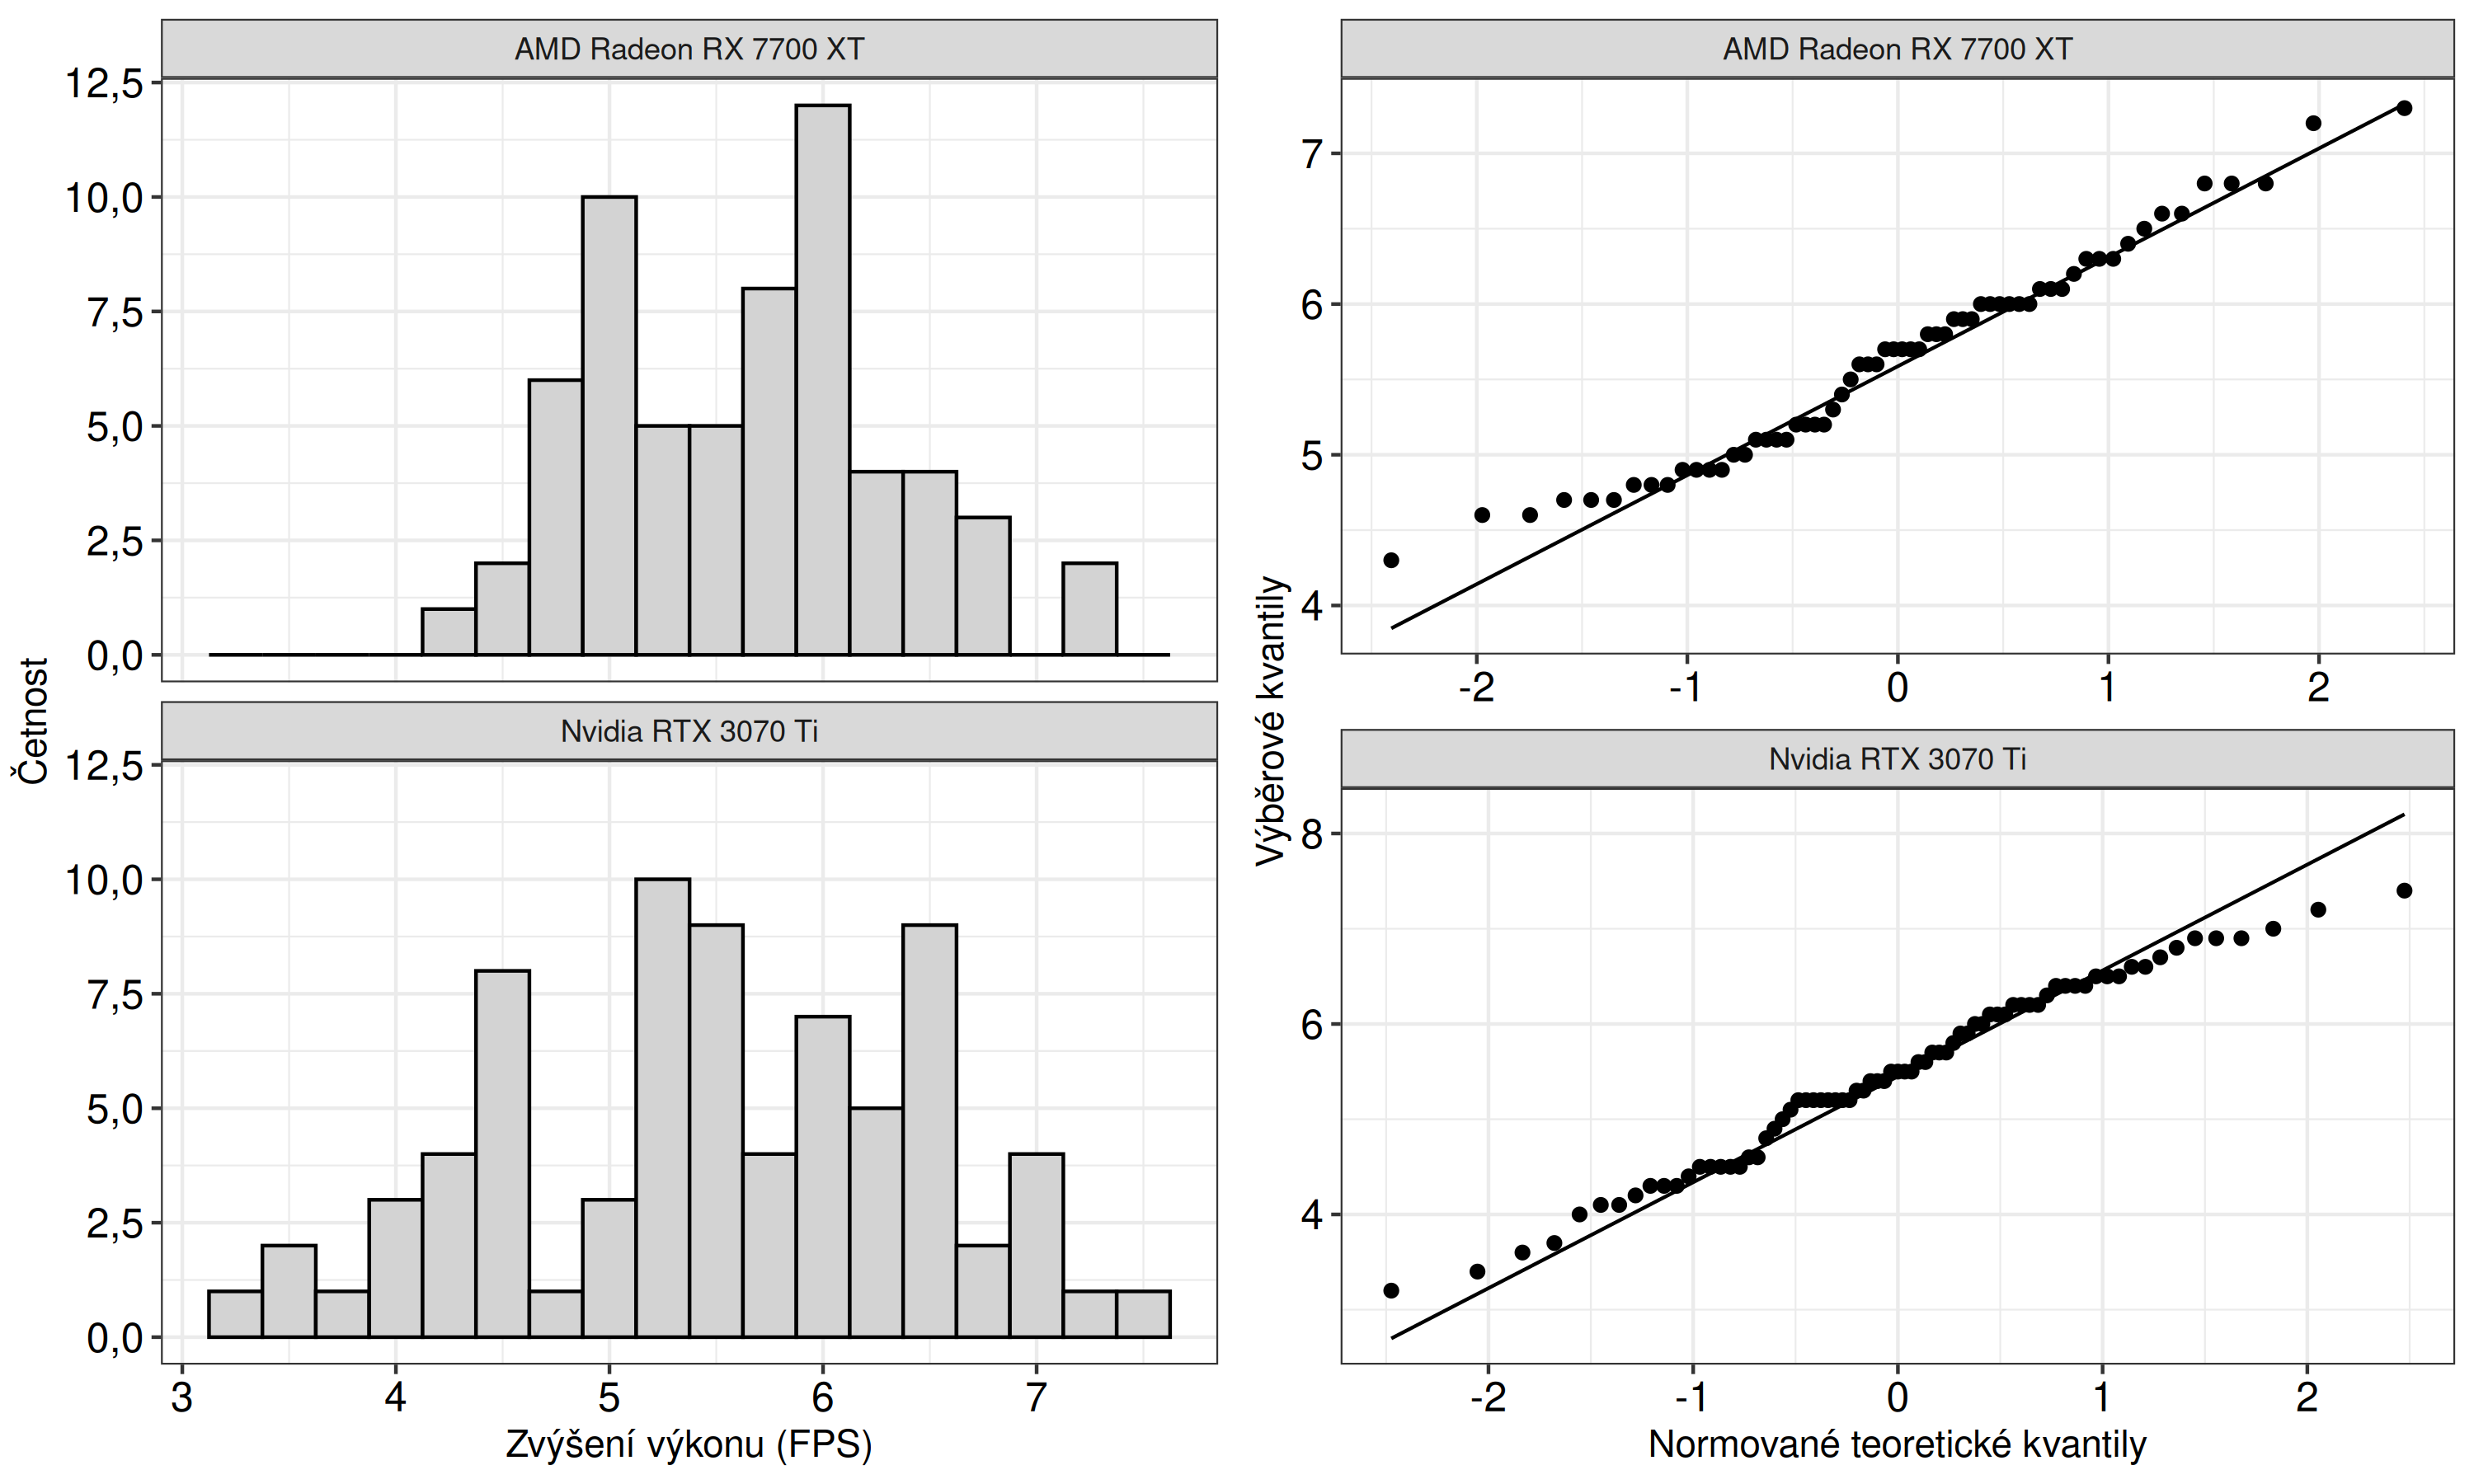 AMD Radeon RX 7700 XT
12,5
10,0
7,5
5,0
2,5
0,0
Četnost
Nvidia RTX 3070 Ti
12,5
10,0
7,5
5,0
2,5
0,0
3 4 5 6 7
Zvýšení výkonu (FPS)
AMD Radeon RX 7700 XT
7
6
5
4
-2 -1 0 1 2
Výběrové kvantily
Nvidia RTX 3070 Ti
8
6
4
-2 -1 0 1 2
Normované teoretické kvantily